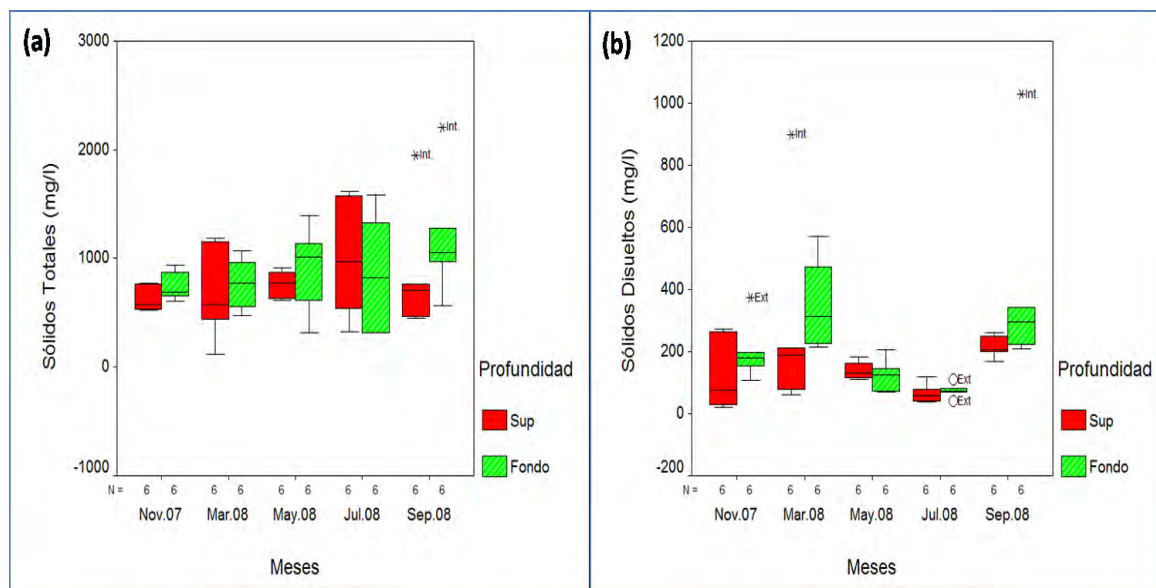 (a)
3000
2000
1000
0
-1000
Sólidos Totales (mg/l)
Int.
Int.
N = 6 6 6 6 6 6 6 6 6 6
Nov.07 Mar.08 May.08 Jul.08 Sep.08
Meses
Profundidad
Sup
Fondo
(b)
1200
1000
800
600
400
200
0
-200
Sólidos Disueltos (mg/l)
Int.
Int.
Ext
Ext
Ext
N = 6 6 6 6 6 6 6 6 6 6
Nov.07 Mar.08 May.08 Jul.08 Sep.08
Meses
Profundidad
Sup
Fondo